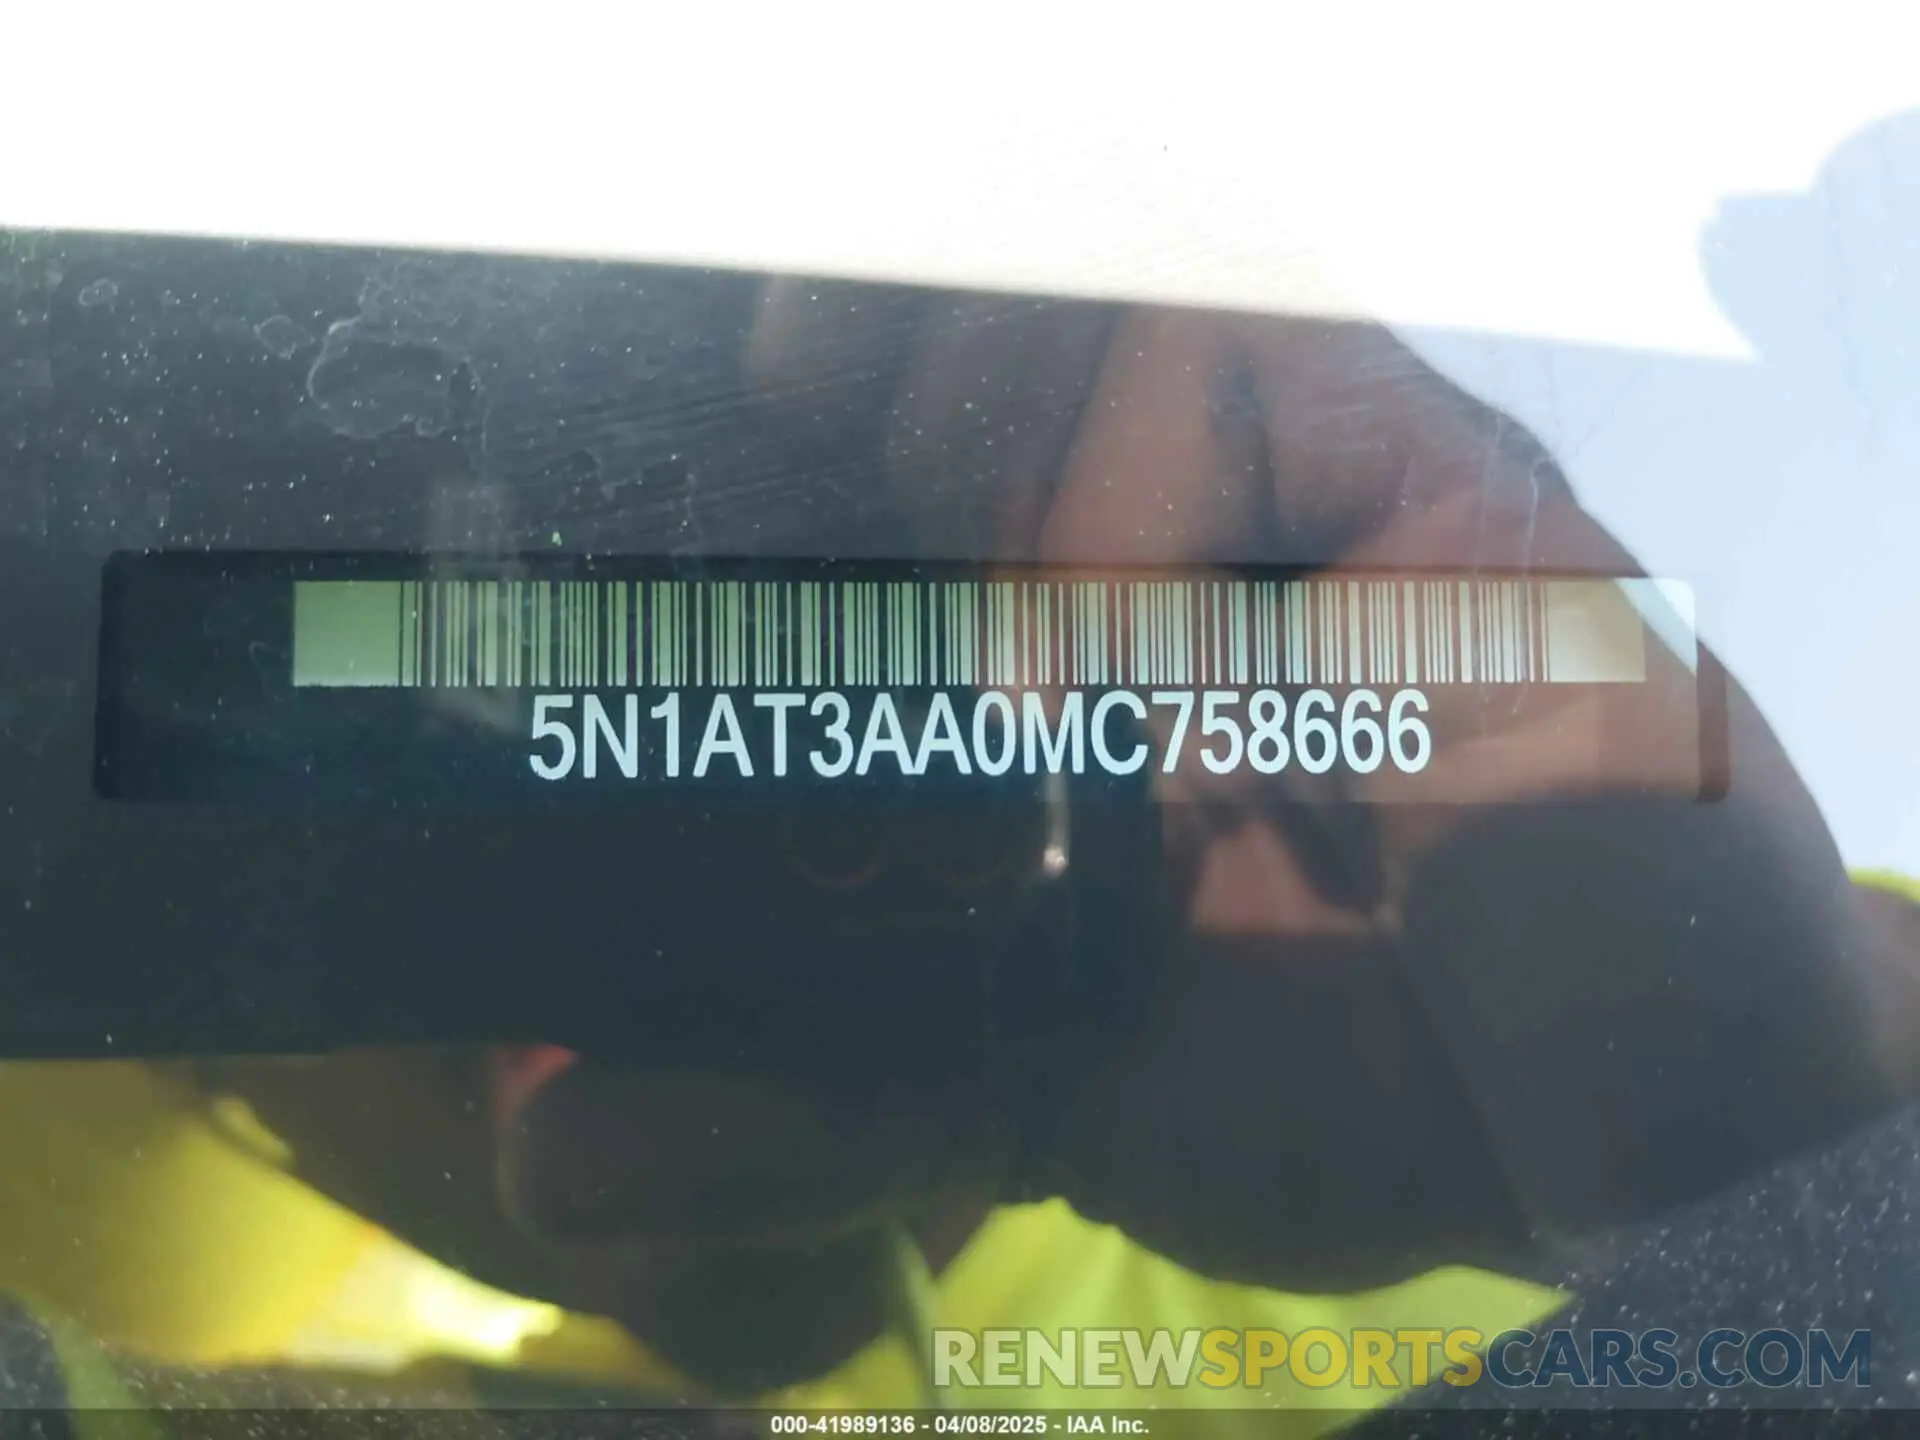 5N1AT3AA0MC758666
RENEWSPORTSCARS.COM
000-41989136 - 04/08/2025 - IAA Inc.